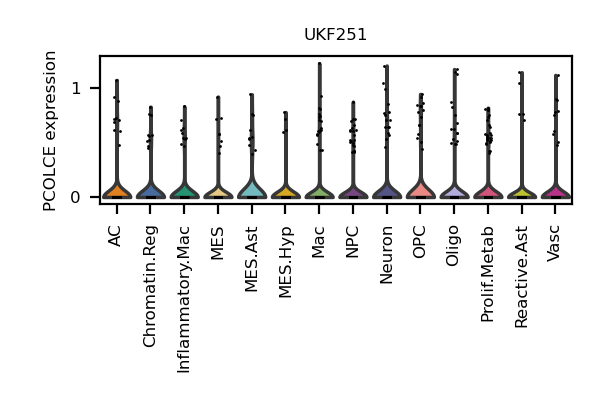 UKF251
PCOLCE expression
1
0
AC
Chromatin.Reg
Inflammatory.Mac
MES
MES.Ast
MES.Hyp
Mac
NPC
Neuron
OPC
Oligo
Prolif.Metab
Reactive.Ast
Vasc